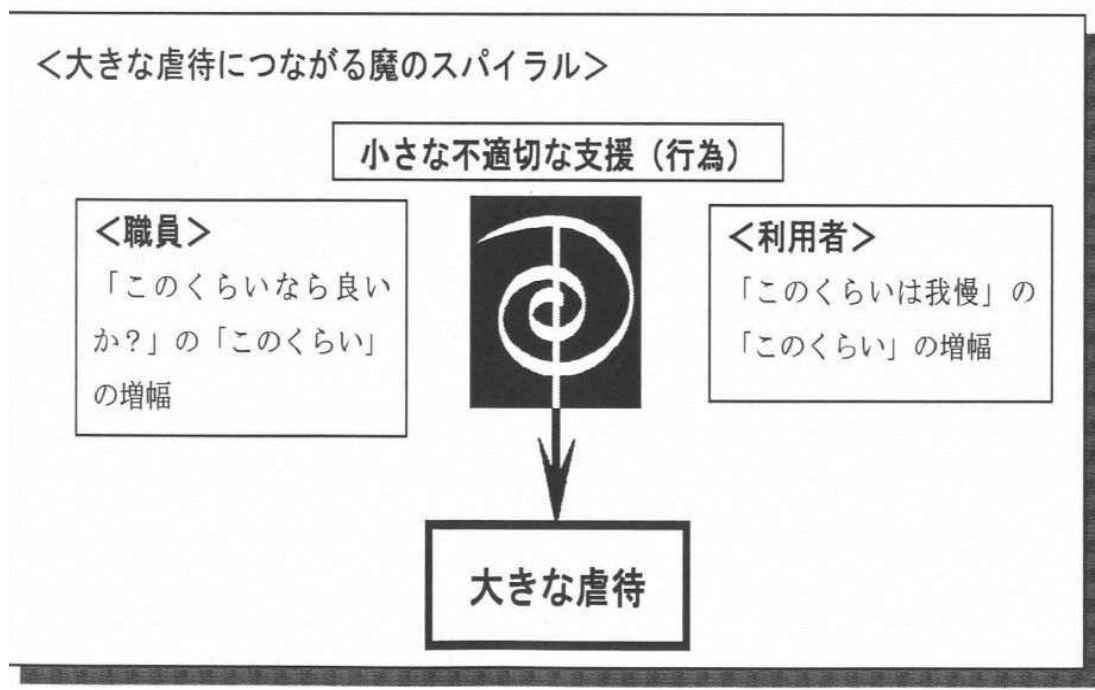 ＜大きな虐待につながる魔のスパイラル＞
小さな不適切な支援（行為）
＜職員＞
「このくらいなら良い
か？」の「このくらい」
の増幅
＜利用者＞
「このくらいは我慢」の
「このくらい」の増幅
大きな虐待